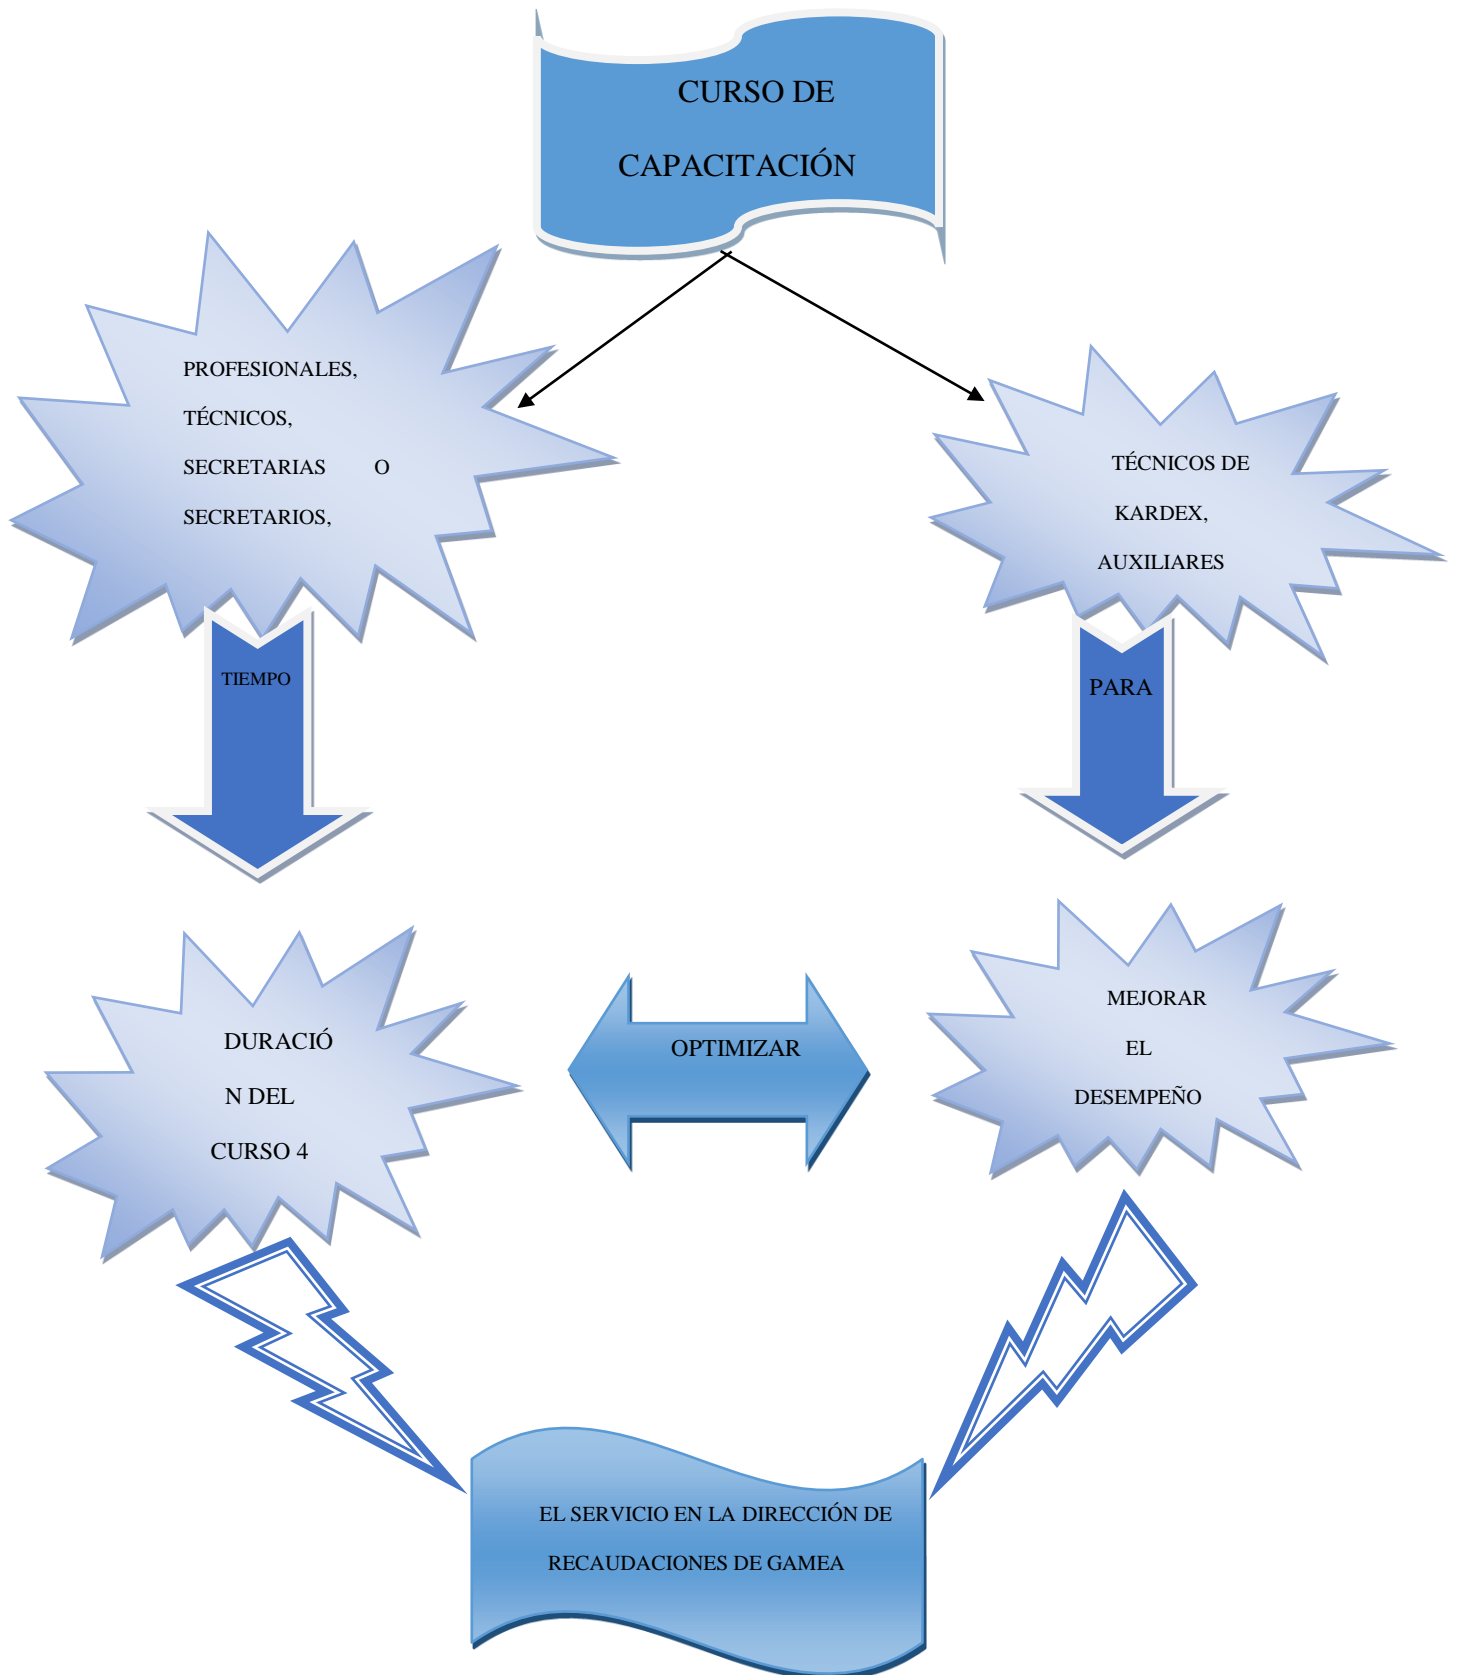 CURSO DE
CAPACITACIÓN
PROFESIONALES,
TÉCNICOS,
SECRETARIAS O
SECRETARIOS,
TÉCNICOS DE
KARDEX,
AUXILIARES
TIEMPO
PARA
DURACIÓ
N DEL
CURSO 4
OPTIMIZAR
MEJORAR
EL
DESEMPEÑO
EL SERVICIO EN LA DIRECCIÓN DE
RECAUDACIONES DE GAMEA